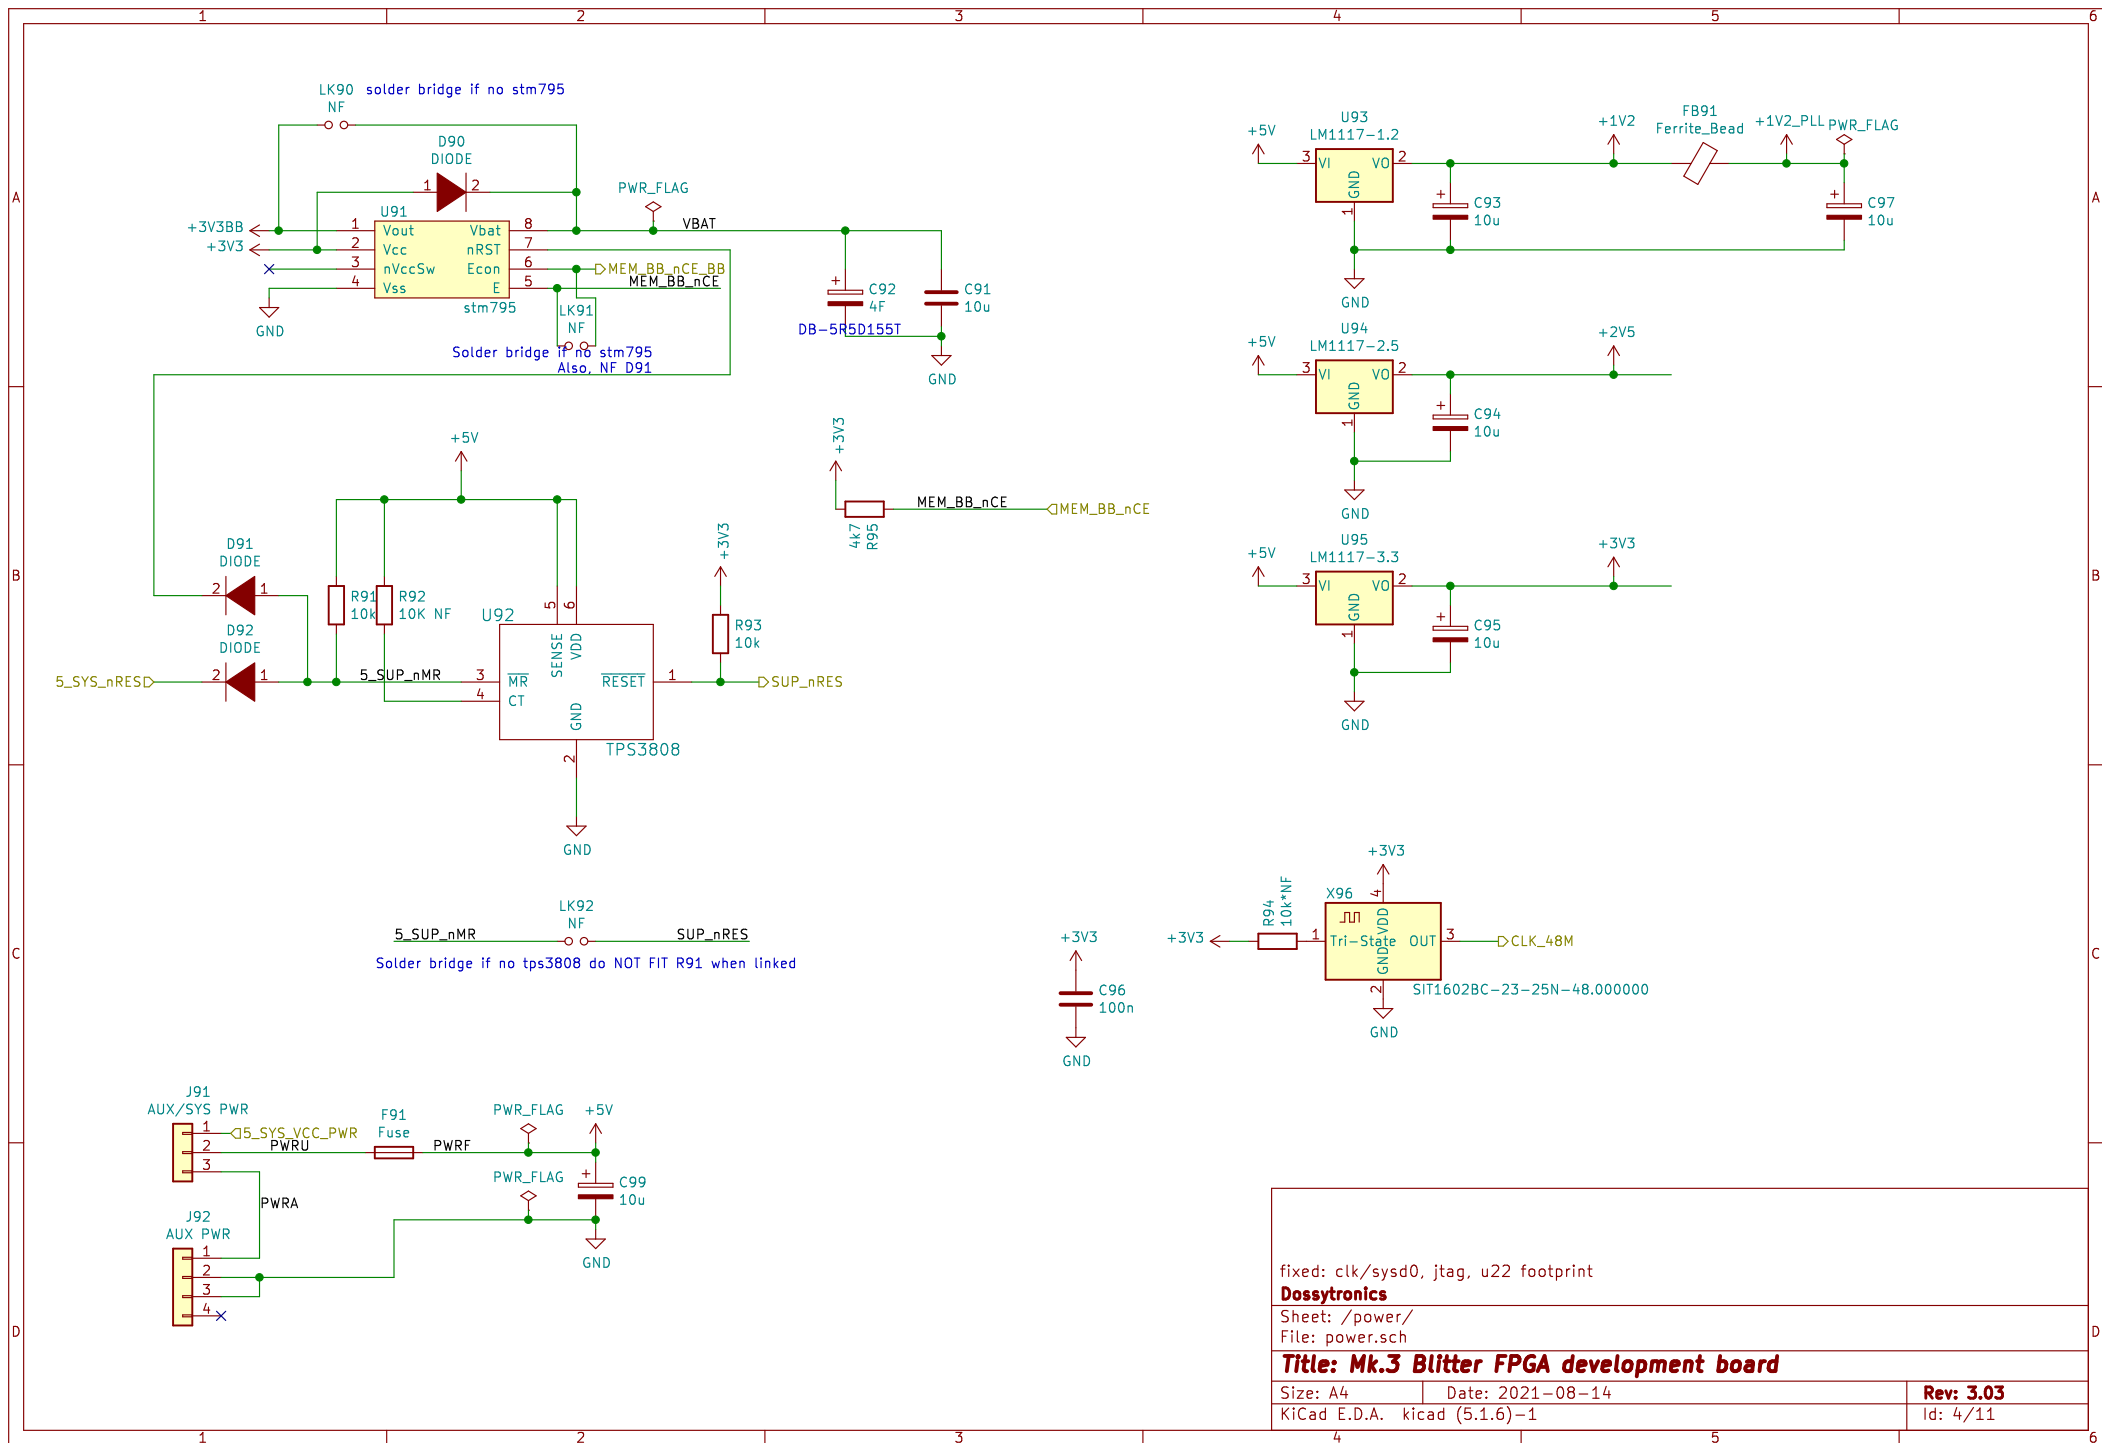 1 2 3 4 5 6
A
LK90 solder bridge if no stm795
NF
D90
DIODE
1 2
U91
+3V3BB
+3V3
1 Vout
2 Vcc
3 nVccSw
4 Vss
Vbat 8
nRST 7
Econ 6
E 5
stm795
GND
PWR_FLAG
VBAT
MEM_BB_nCE_BB
MEM_BB_nCE
LK91
NF
Solder bridge if no stm795
Also, NF D91
+
C92
4F
DB-5R5D155T
C91
10u
GND
U93
LM1117-1.2
+5V
3 VI
VO 2
GND
1
+
C93
10u
GND
+1V2
FB91
Ferrite_Bead
+1V2_PLL
PWR_FLAG
+
C97
10u
A
U94
LM1117-2.5
+5V
3 VI
VO 2
GND
1
+
C94
10u
GND
+2V5
B
+5V
D91
DIODE
2 1
D92
DIODE
2 1
5_SYS_nRES
R91
10k
R92
10K NF
5_SUP_nMR
U92
5 6
SENSE
VDD
3 MR
4 CT
RESET 1
GND
2
TPS3808
GND
+3V3
R93
10k
SUP_nRES
+3V3
4k7
R95
MEM_BB_nCE
MEM_BB_nCE
U95
LM1117-3.3
+5V
3 VI
VO 2
GND
1
+
C95
10u
GND
+3V3
B
C
LK92
NF
5_SUP_nMR
SUP_nRES
Solder bridge if no tps3808 do NOT FIT R91 when linked
+3V3
C96
100n
GND
+3V3
R94
10k*NF
+3V3
X96
4
VDD
1 Tri-State
OUT 3
GND
2
CLK_48M
SIT1602BC-23-25N-48.000000
GND
C
J91
AUX/SYS PWR
1
2
3
5_SYS_VCC_PWR
PWRU
F91
Fuse
PWRF
PWR_FLAG
+5V
PWR_FLAG
+
C99
10u
GND
PWRA
J92
AUX PWR
1
2
3
4
D
D
fixed: clk/sysd0, jtag, u22 footprint
Dossytronics
Sheet: /power/
File: power.sch
Title: Mk.3 Blitter FPGA development board
Size: A4 Date: 2021-08-14 Rev: 3.03
KiCad E.D.A. kicad (5.1.6)-1 Id: 4/11
1 2 3 4 5 6